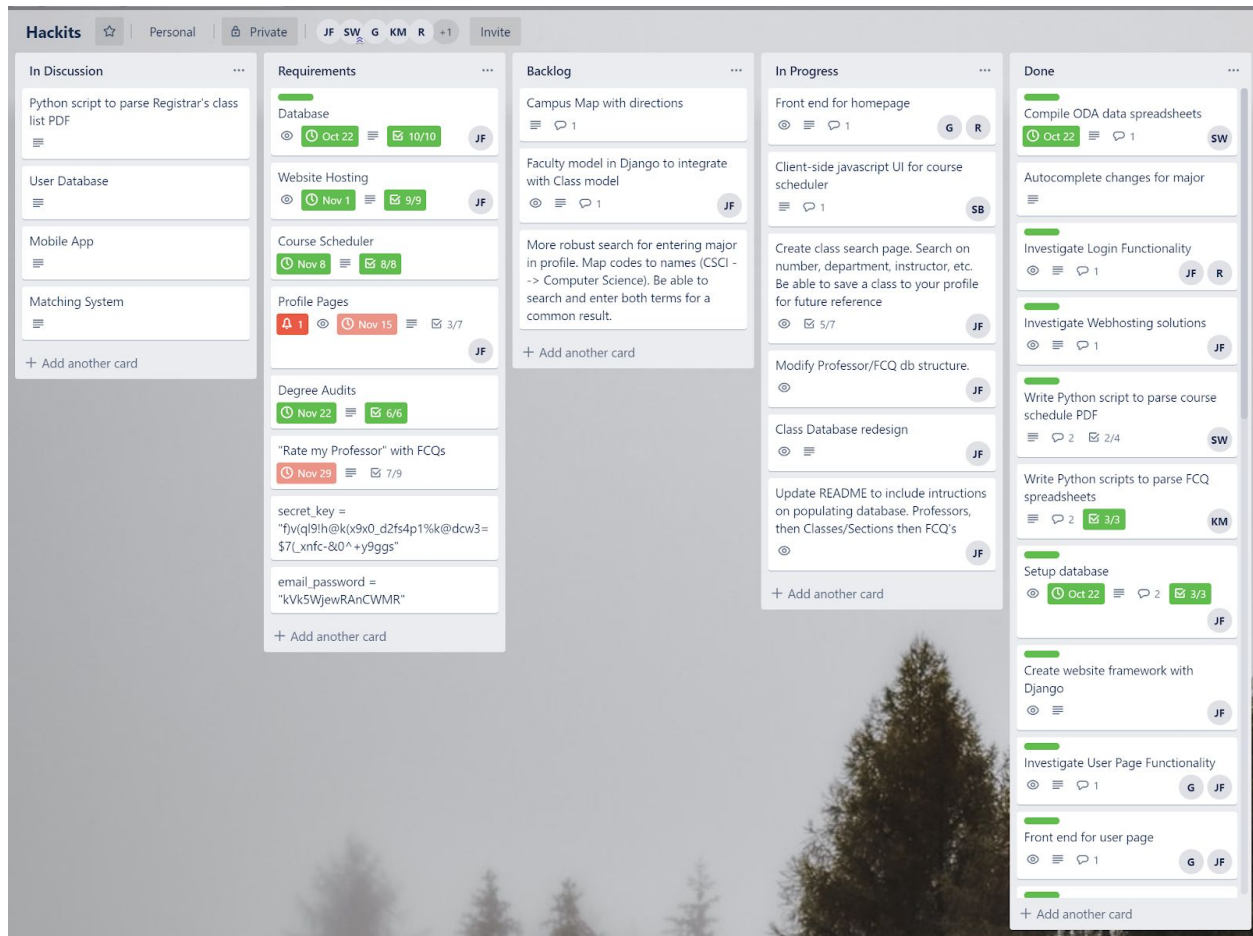 Hackits
Personal
Private
JF SW G KM R +1
Invite
In Discussion
Python script to parse Registrar's class
list PDF
User Database
Mobile App
Matching System
+ Add another card
Requirements
Database
Oct 22 10/10 JF
Website Hosting
Nov 1 9/9 JF
Course Scheduler
Nov 8 8/8
Profile Pages
1 Nov 15 3/7
JF
Degree Audits
Nov 22 6/6
"Rate my Professor" with FCQs
Nov 29 7/9
secret_key =
"f)v(ql9!h@k(x9x0_d2fs4p1%k@dcw3=
$7(_xnfc-&0^+y9ggs"
email_password =
"kVk5WjewRAnCWMR"
+ Add another card
Backlog
Campus Map with directions
1
Faculty model in Django to integrate
with Class model
1 JF
More robust search for entering major
in profile. Map codes to names (CSCI -
-> Computer Science). Be able to
search and enter both terms for a
common result.
+ Add another card
In Progress
Front end for homepage
1 G R
Client-side javascript UI for course
scheduler
1 SB
Create class search page. Search on
number, department, instructor, etc.
Be able to save a class to your profile
for future reference
5/7 JF
Modify Professor/FCQ db structure.
JF
Class Database redesign
JF
Update README to include intructions
on populating database. Professors,
then Classes/Sections then FCQ's
JF
+ Add another card
Done
Compile ODA data spreadsheets
Oct 22 1 SW
Autocomplete changes for major
Investigate Login Functionality
1 JF R
Investigate Webhosting solutions
1 JF
Write Python script to parse course
schedule PDF
2 2/4 SW
Write Python scripts to parse FCQ
spreadsheets
2 3/3 KM
Setup database
Oct 22 2 3/3
JF
Create website framework with
Django
JF
Investigate User Page Functionality
1 G JF
Front end for user page
1 G JF
+ Add another card